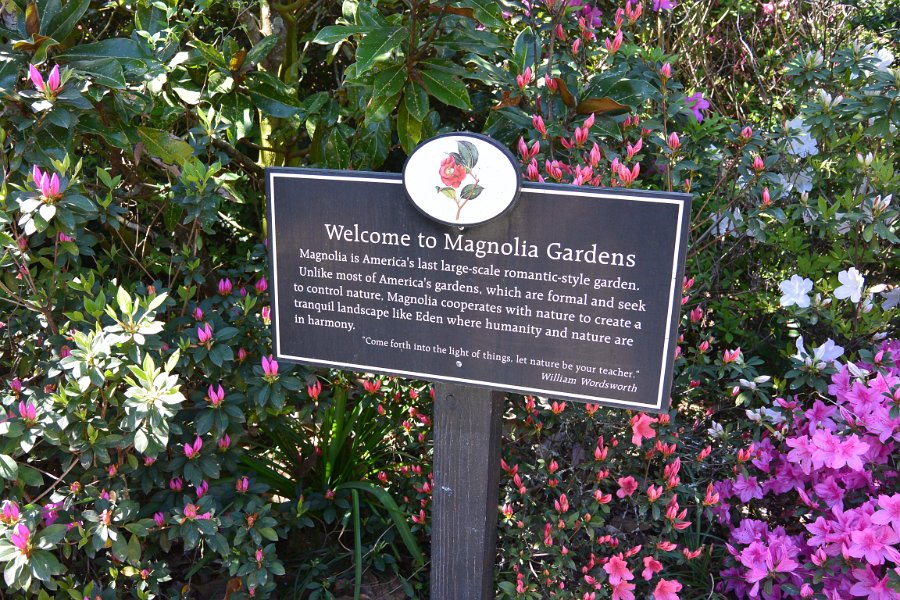 Welcome to Magnolia Gardens
Magnolia is America's last large-scale romantic-style garden.
Unlike most of America's gardens, which are formal and seek
to control nature, Magnolia cooperates with nature to create a
tranquil landscape like Eden where humanity and nature are
in harmony.
"Come forth into the light of things, let nature be your teacher."
William Wordsworth